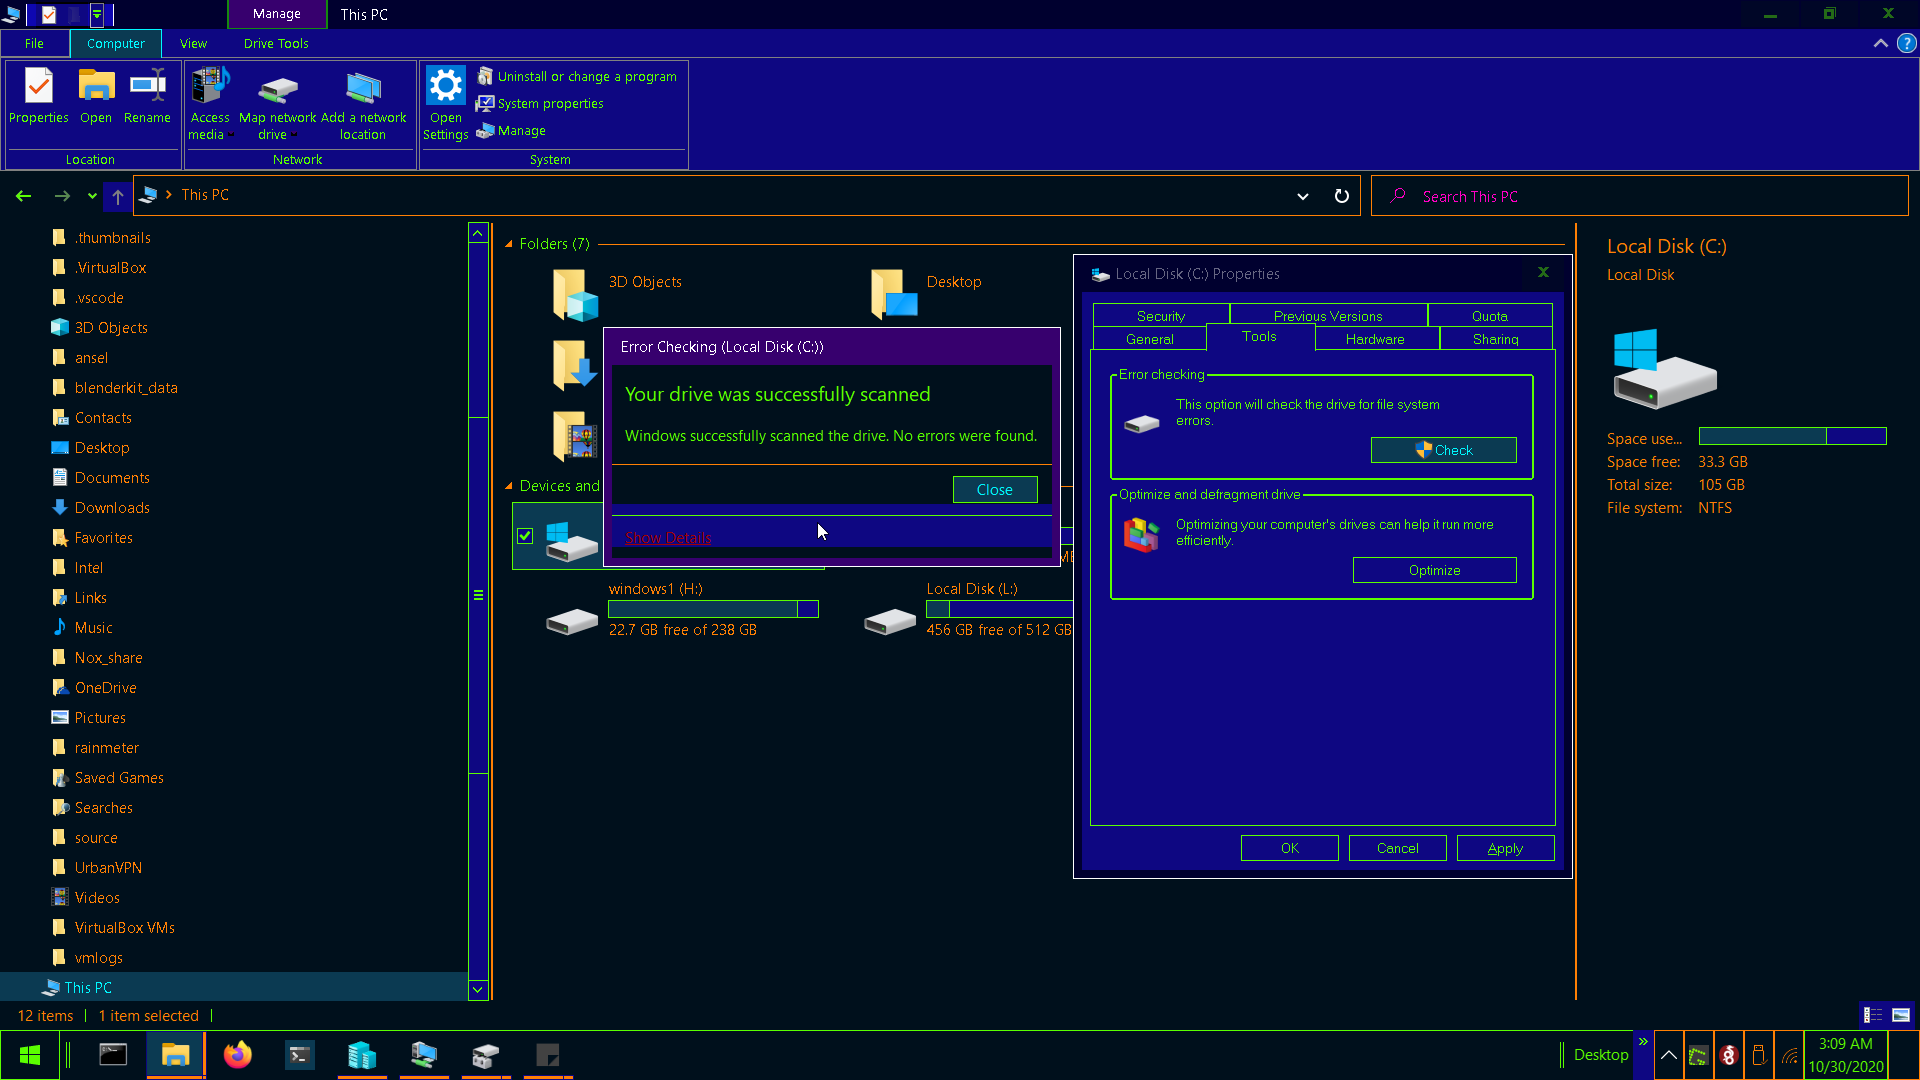 Manage
This PC
File
Computer
View
Drive Tools
Properties
Open
Rename
Access media
Map network drive
Add a network location
Open Settings
Uninstall or change a program
System properties
Manage
Location
Network
System
This PC
Search This PC
.thumbnails
.VirtualBox
.vscode
3D Objects
ansel
blenderkit_data
Contacts
Desktop
Documents
Downloads
Favorites
Intel
Links
Music
Nox_share
OneDrive
Pictures
rainmeter
Saved Games
Searches
source
UrbanVPN
Videos
VirtualBox VMs
vmlogs
This PC
Folders (7)
3D Objects
Desktop
Devices and
windows1 (H:)
22.7 GB free of 238 GB
Local Disk (L:)
456 GB free of 512 GB
Error Checking (Local Disk (C:))
Your drive was successfully scanned
Windows successfully scanned the drive. No errors were found.
Close
Show Details
Local Disk (C:) Properties
Security
Previous Versions
Quota
General
Tools
Hardware
Sharing
Error checking
This option will check the drive for file system
errors.
Check
Optimize and defragment drive
Optimizing your computer's drives can help it run more
efficiently.
Optimize
OK
Cancel
Apply
Local Disk (C:)
Local Disk
Space use...
Space free: 33.3 GB
Total size: 105 GB
File system: NTFS
12 items
1 item selected
Desktop
3:09 AM
10/30/2020